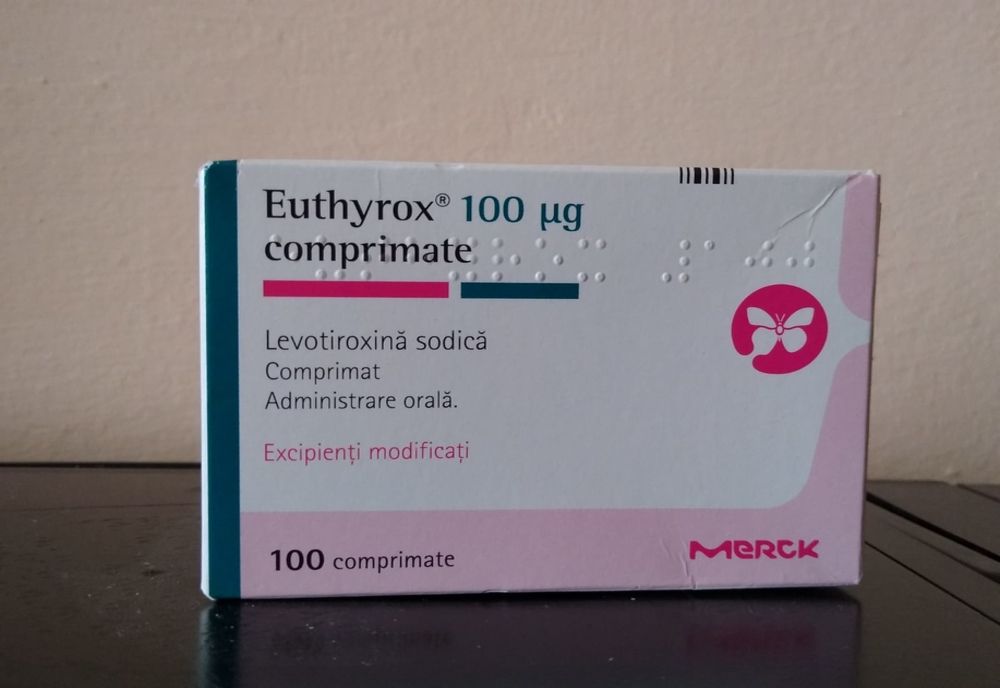 Euthyrox® 100 µg
comprimate
Levotiroxină sodică
Comprimat
Administrare orală.
Excipienți modificați
100 comprimate
MERCK